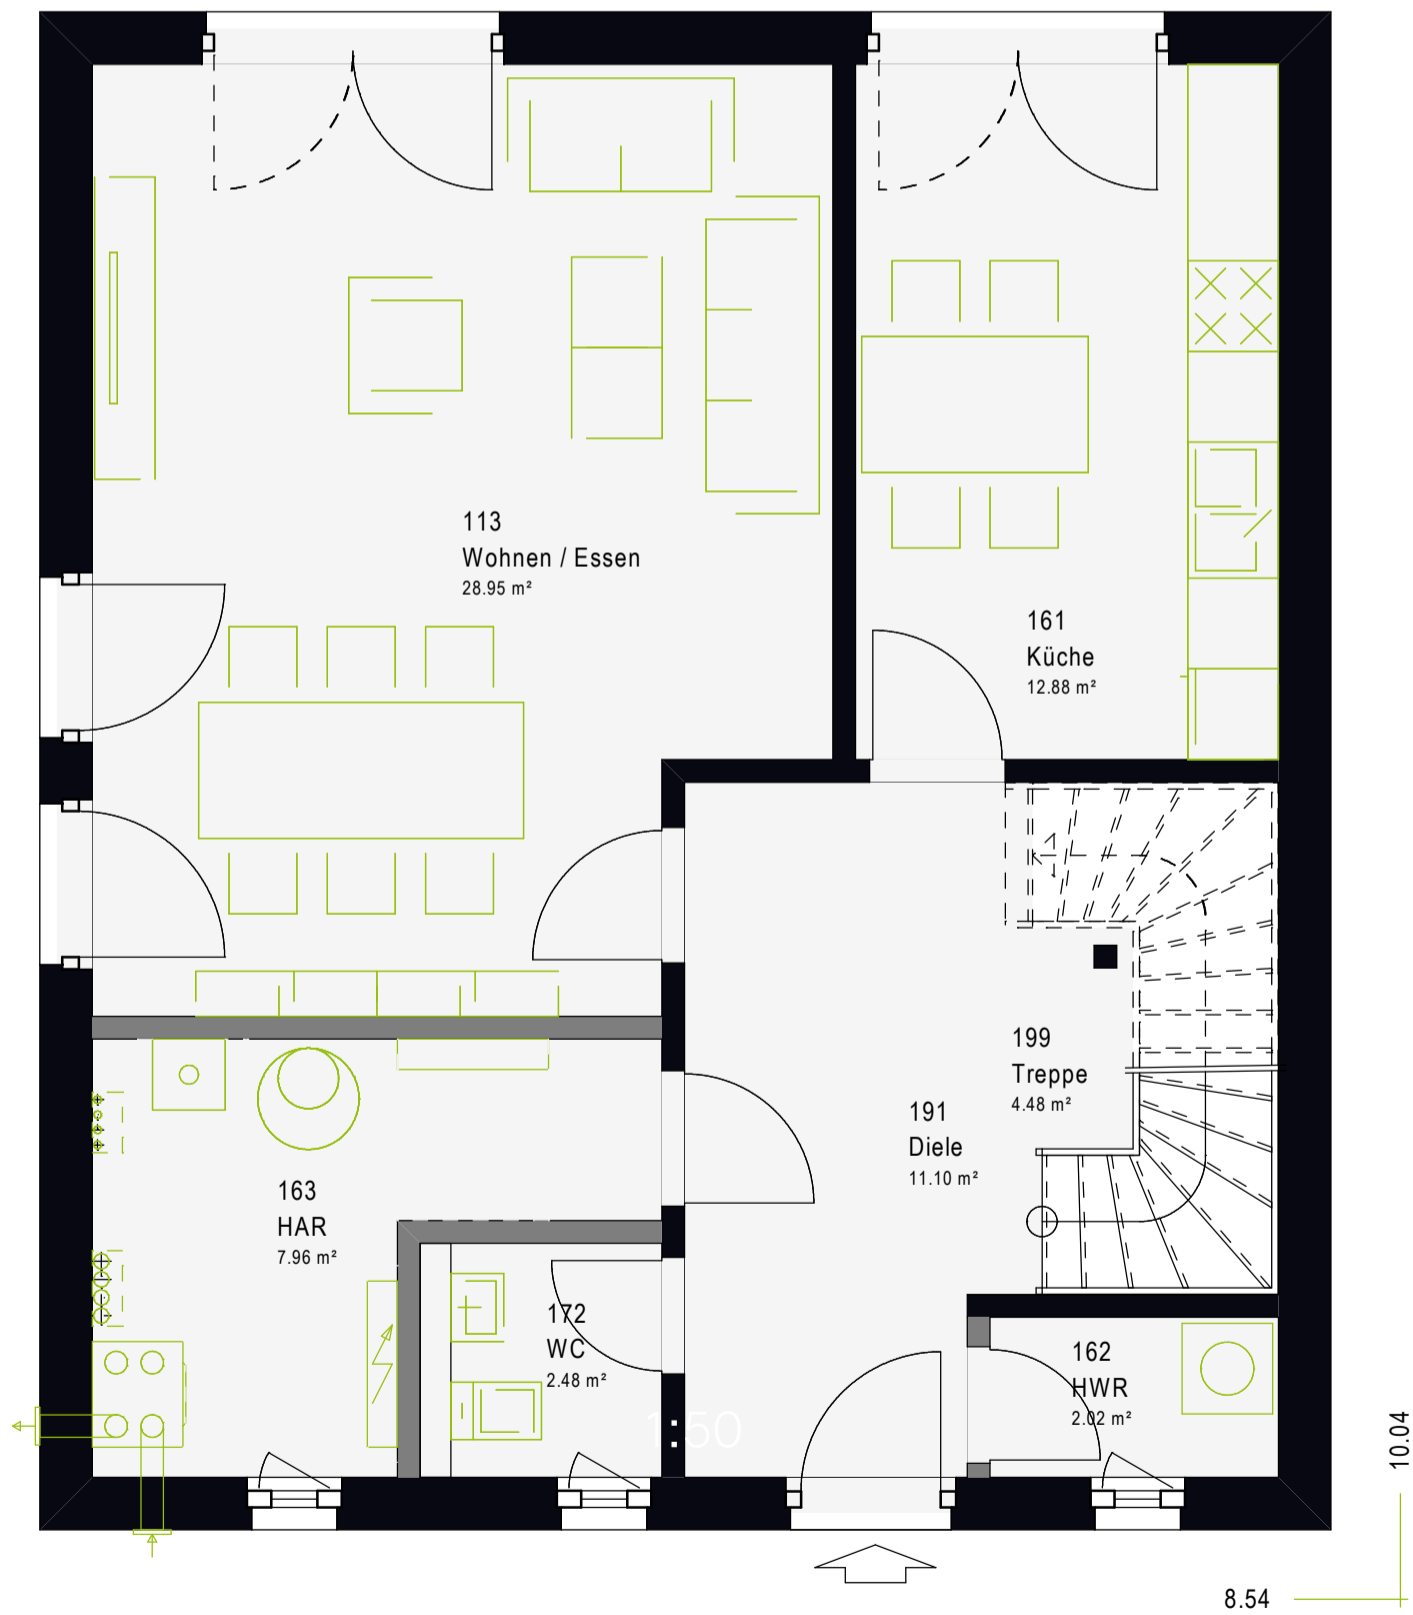 113
Wohnen / Essen
28.95 m²
161
Küche
12.88 m²
199
Treppe
4.48 m²
191
Diele
11.10 m²
163
HAR
7.96 m²
172
WC
2.48 m²
162
HWR
2.02 m²
1:50
10.04
8.54